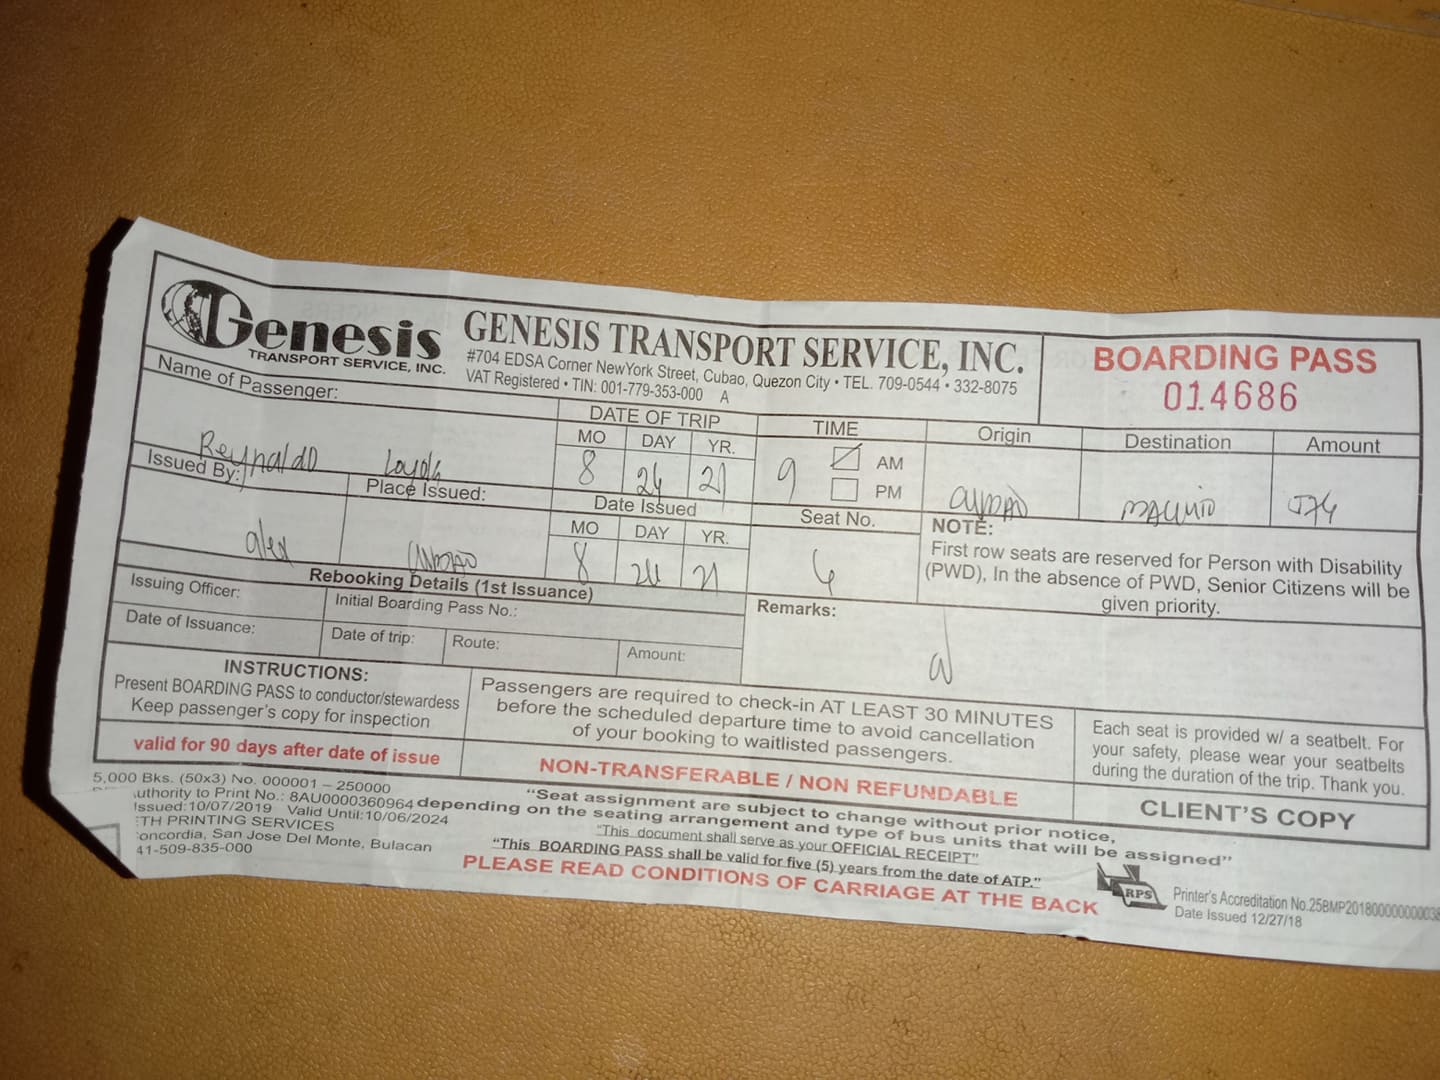 Genesis
TRANSPORT SERVICE, INC.
GENESIS TRANSPORT SERVICE, INC.
#704 EDSA Corner NewYork Street, Cubao, Quezon City • TEL. 709-0544 • 332-8075
VAT Registered • TIN: 001-779-353-000 A
BOARDING PASS
014686
Name of Passenger:
Reynaldo Loyola
DATE OF TRIP
MO DAY YR.
8 24 21
TIME
9 AM
PM
Origin
Cubao
Destination
Amount
Issued By:
alex
Place Issued:
Cubao
Date Issued
MO DAY YR.
8 24 21
Seat No.
6
NOTE:
First row seats are reserved for Person with Disability
(PWD), In the absence of PWD, Senior Citizens will be
given priority.
Rebooking Details (1st Issuance)
Issuing Officer:
Initial Boarding Pass No.:
Date of Issuance:
Date of trip:
Route:
Amount:
Remarks:
INSTRUCTIONS:
Present BOARDING PASS to conductor/stewardess
Keep passenger's copy for inspection
valid for 90 days after date of issue
Passengers are required to check-in AT LEAST 30 MINUTES
before the scheduled departure time to avoid cancellation
of your booking to waitlisted passengers.
NON-TRANSFERABLE / NON REFUNDABLE
Each seat is provided w/ a seatbelt. For
your safety, please wear your seatbelts
during the duration of the trip. Thank you.
CLIENT'S COPY
5,000 Bks. (50x3) No. 000001 – 250000
uthority to Print No.: 8AU0000360964
Issued:10/07/2019 Valid Until:10/06/2024
TH PRINTING SERVICES
oncordia, San Jose Del Monte, Bulacan
41-509-835-000
"Seat assignment are subject to change without prior notice,
depending on the seating arrangement and type of bus units that will be assigned"
"This document shall serve as your OFFICIAL RECEIPT"
"This BOARDING PASS shall be valid for five (5) years from the date of ATP."
PLEASE READ CONDITIONS OF CARRIAGE AT THE BACK
RPS
Printer's Accreditation No.25BMP2018000000000038
Date Issued 12/27/18